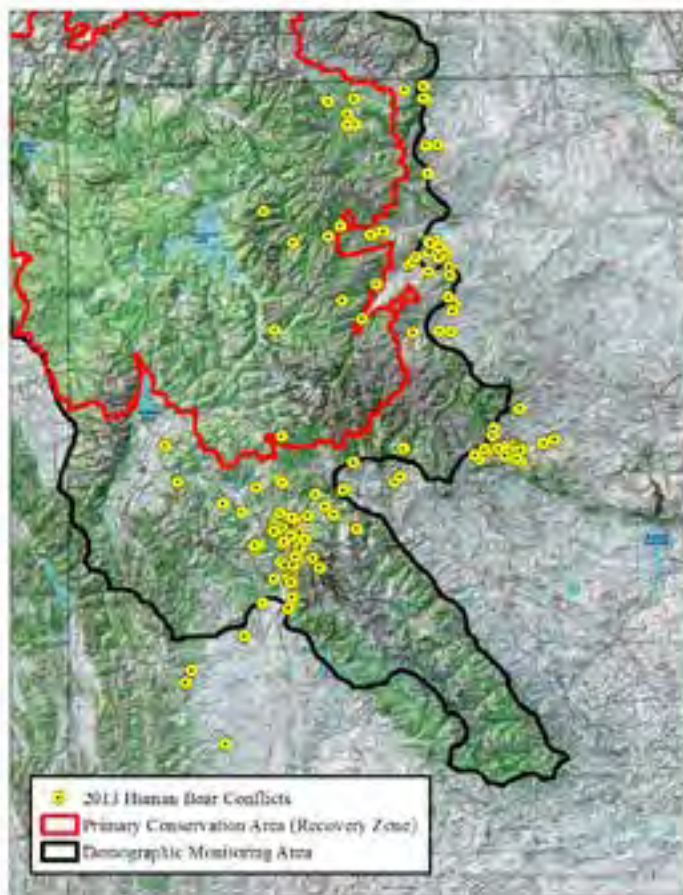 2013 Human Bear Conflicts
Primary Conservation Area (Recovery Zone)
Demographic Monitoring Area